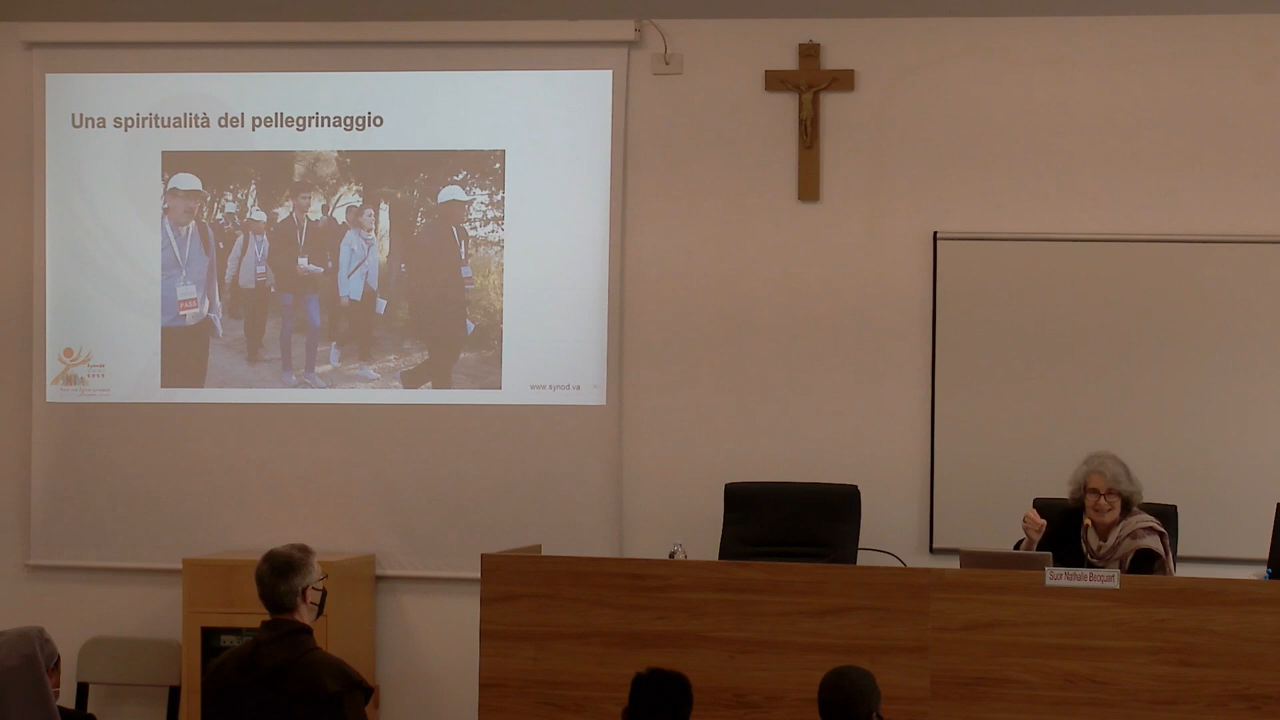 Una spiritualità del pellegrinaggio
PASS
www.synod.va
Suor Nathalie Becquart